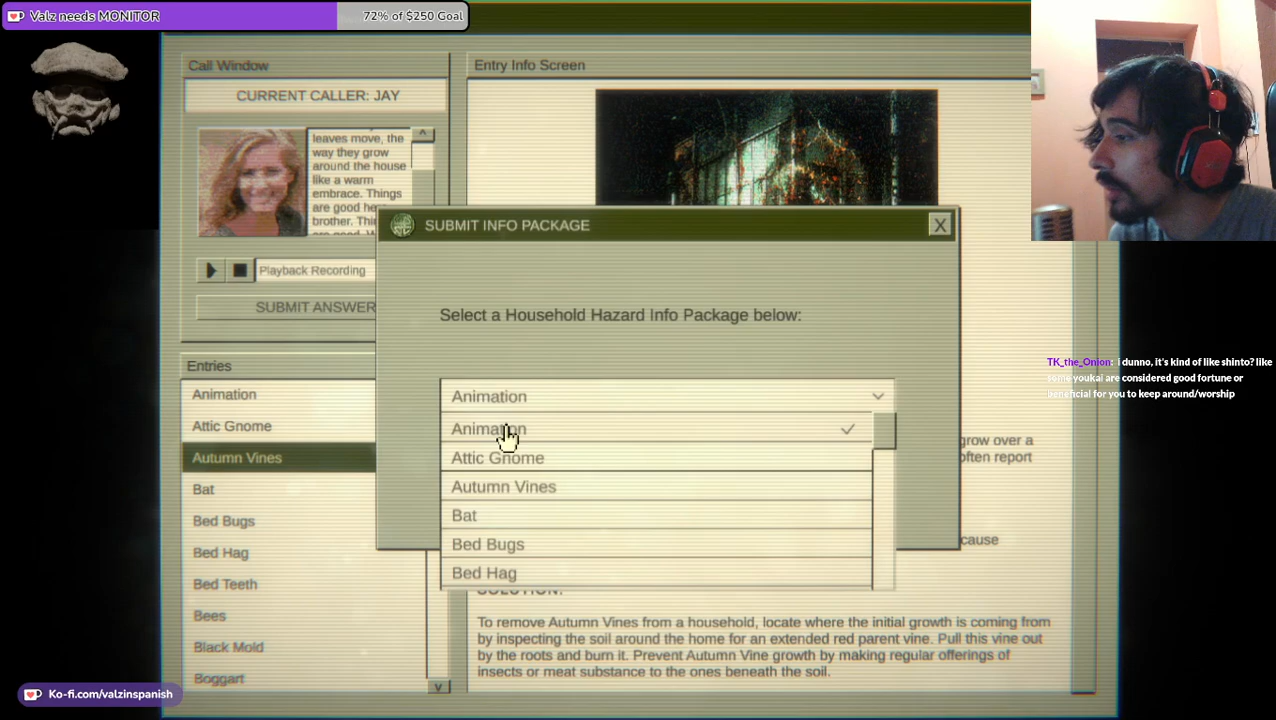 Valz needs MONITOR
72% of $250 Goal
Call Window
CURRENT CALLER: JAY
leaves move, the
way they grow
around the house
like a warm
embrace. Things
are good here
brother.
Playback Recording
SUBMIT ANSWER
Entries
Animation
Attic Gnome
Autumn Vines
Bat
Bed Bugs
Bed Hag
Bed Teeth
Bees
Black Mold
Boggart
Entry Info Screen
SUBMIT INFO PACKAGE
X
Select a Household Hazard Info Package below:
Animation
Animation
Attic Gnome
Autumn Vines
Bat
Bed Bugs
Bed Hag
grow over a
often report
cause
SOLUTION:
To remove Autumn Vines from a household, locate where the initial growth is coming from
by inspecting the soil around the home for an extended red parent vine. Pull this vine out
by the roots and burn it. Prevent Autumn Vine growth by making regular offerings of
insects or meat substance to the ones beneath the soil.
TK_the_Onion: i dunno, it's kind of like shinto? like
some youkai are considered good fortune or
beneficial for you to keep around/worship
Ko-fi.com/valzinspanish